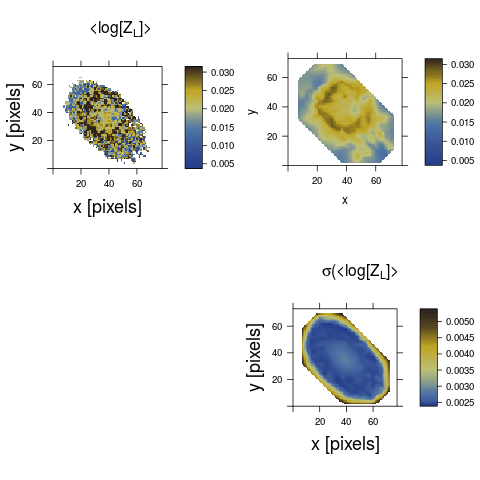 <log[Z_L]>
60
40
20
20 40 60
y [pixels]
x [pixels]
0.030
0.025
0.020
0.015
0.010
0.005
60
40
20
20 40 60
y
x
0.030
0.025
0.020
0.015
0.010
0.005
σ(<log[Z_L]>
60
40
20
20 40 60
y [pixels]
x [pixels]
0.0050
0.0045
0.0040
0.0035
0.0030
0.0025